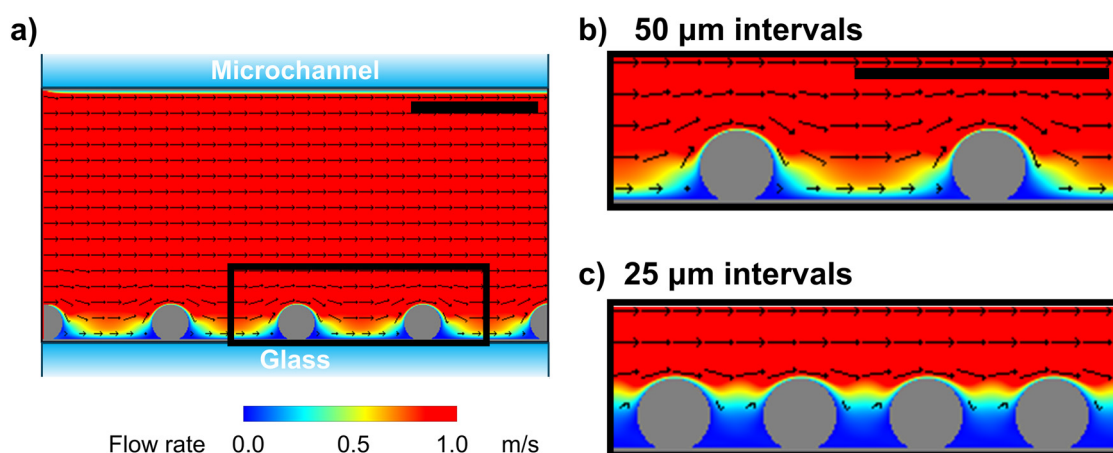 a)
Microchannel
Glass
Flow rate 0.0 0.5 1.0 m/s
b) 50 µm intervals
c) 25 µm intervals